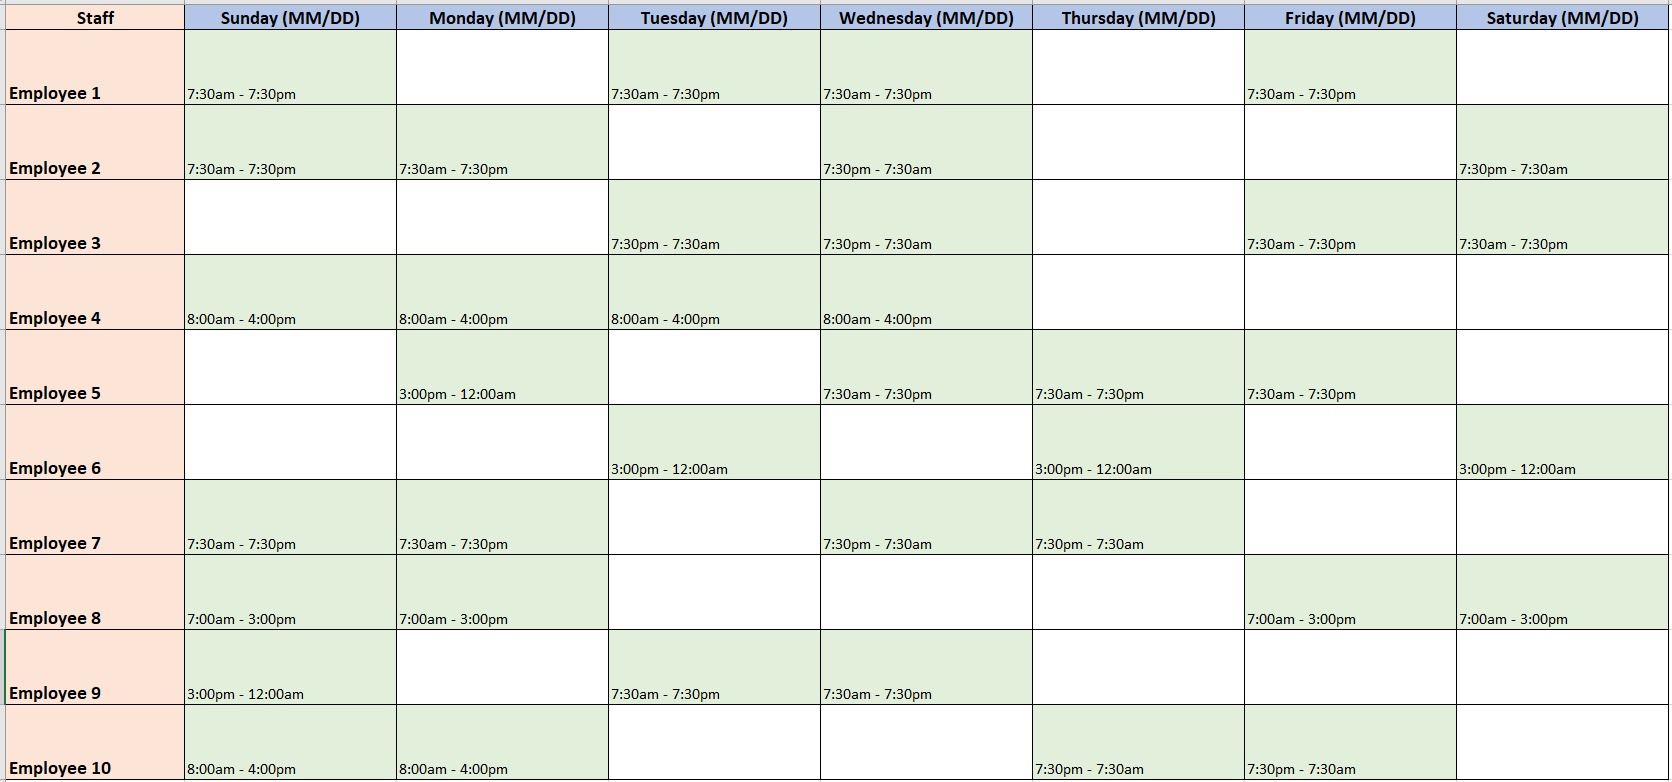 Staff Sunday (MM/DD) Monday (MM/DD) Tuesday (MM/DD) Wednesday (MM/DD) Thursday (MM/DD) Friday (MM/DD) Saturday (MM/DD)
Employee 1 7:30am - 7:30pm 7:30am - 7:30pm 7:30am - 7:30pm 7:30am - 7:30pm
Employee 2 7:30am - 7:30pm 7:30am - 7:30pm 7:30pm - 7:30am 7:30pm - 7:30am
Employee 3 7:30pm - 7:30am 7:30pm - 7:30am 7:30am - 7:30pm 7:30am - 7:30pm
Employee 4 8:00am - 4:00pm 8:00am - 4:00pm 8:00am - 4:00pm 8:00am - 4:00pm
Employee 5 3:00pm - 12:00am 7:30am - 7:30pm 7:30am - 7:30pm 7:30am - 7:30pm
Employee 6 3:00pm - 12:00am 3:00pm - 12:00am 3:00pm - 12:00am
Employee 7 7:30am - 7:30pm 7:30am - 7:30pm 7:30pm - 7:30am 7:30pm - 7:30am
Employee 8 7:00am - 3:00pm 7:00am - 3:00pm 7:00am - 3:00pm 7:00am - 3:00pm
Employee 9 3:00pm - 12:00am 7:30am - 7:30pm 7:30am - 7:30pm
Employee 10 8:00am - 4:00pm 8:00am - 4:00pm 7:30pm - 7:30am 7:30pm - 7:30am